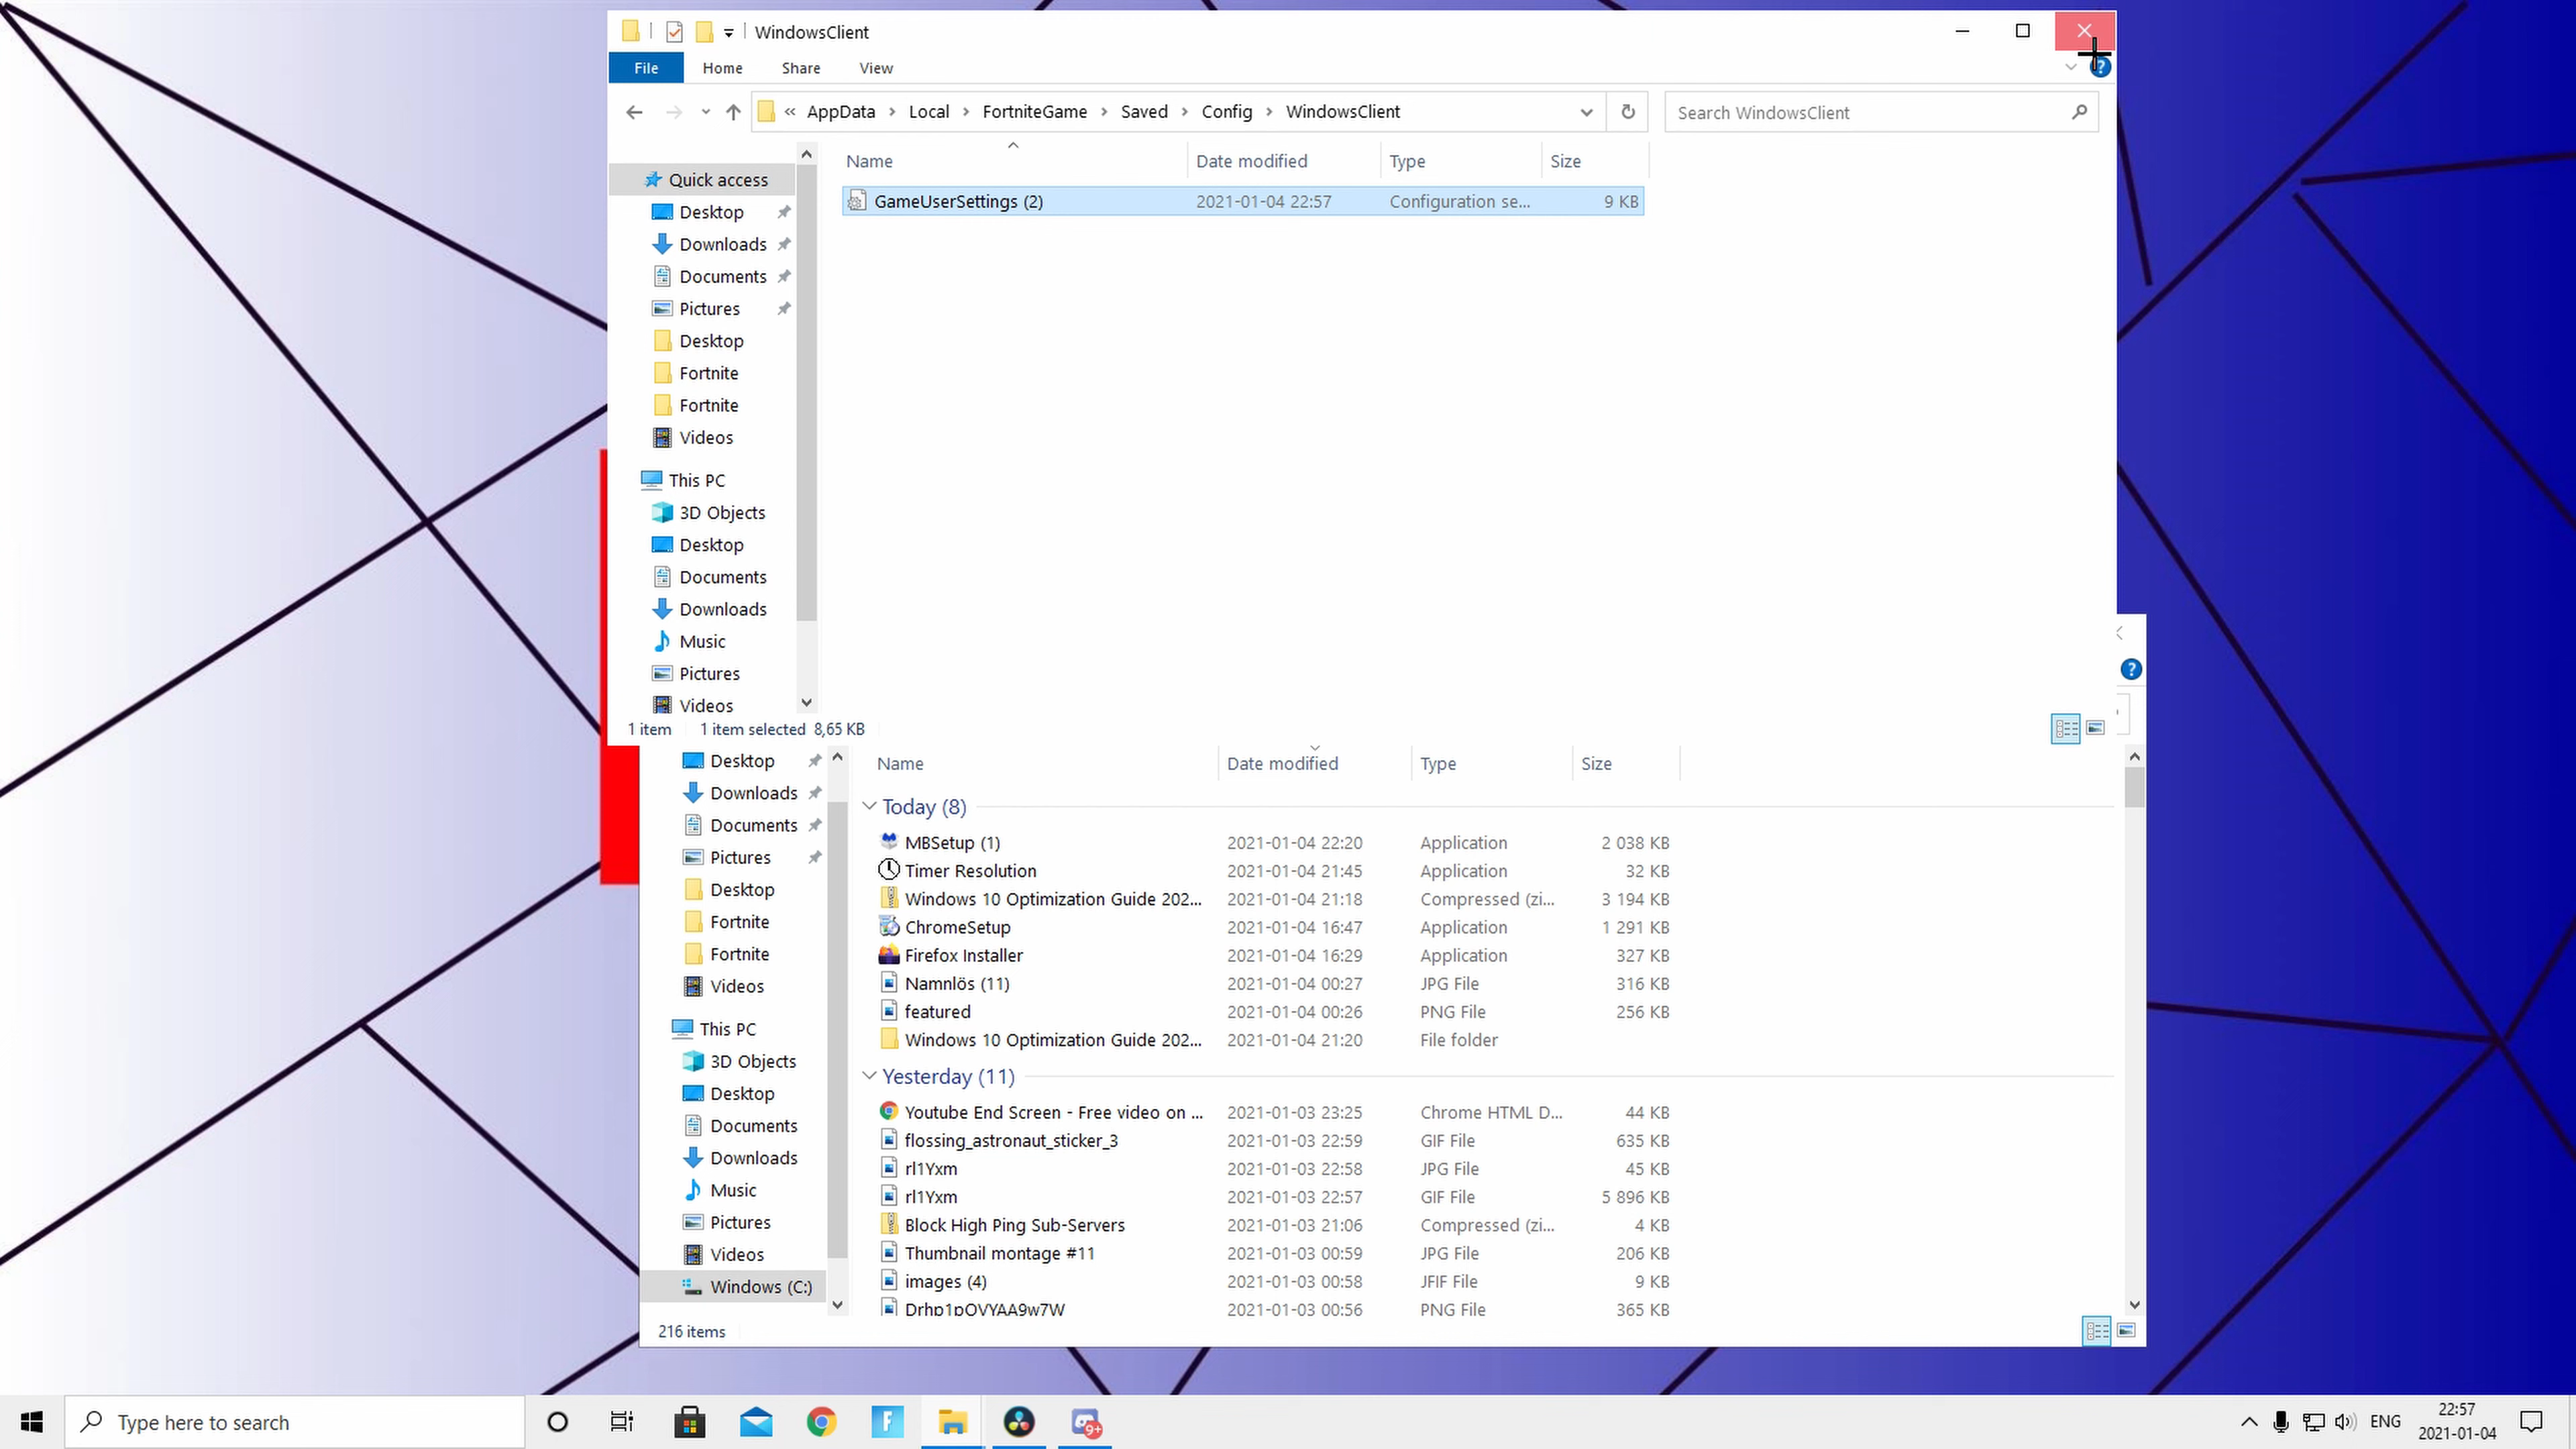 WindowsClient
File Home Share View
« AppData > Local > FortniteGame > Saved > Config > WindowsClient
Search WindowsClient
Name Date modified Type Size
GameUserSettings (2) 2021-01-04 22:57 Configuration se... 9 KB
Quick access
Desktop
Downloads
Documents
Pictures
Desktop
Fortnite
Fortnite
Videos
This PC
3D Objects
Desktop
Documents
Downloads
Music
Pictures
Videos
1 item 1 item selected 8,65 KB
Desktop
Downloads
Documents
Pictures
Desktop
Fortnite
Fortnite
Videos
This PC
3D Objects
Desktop
Documents
Downloads
Music
Pictures
Videos
Windows (C:)
Name Date modified Type Size
Today (8)
MBSetup (1) 2021-01-04 22:20 Application 2 038 KB
Timer Resolution 2021-01-04 21:45 Application 32 KB
Windows 10 Optimization Guide 202... 2021-01-04 21:18 Compressed (zi... 3 194 KB
ChromeSetup 2021-01-04 16:47 Application 1 291 KB
Firefox Installer 2021-01-04 16:29 Application 327 KB
Namnlös (11) 2021-01-04 00:27 JPG File 316 KB
featured 2021-01-04 00:26 PNG File 256 KB
Windows 10 Optimization Guide 202... 2021-01-04 21:20 File folder
Yesterday (11)
Youtube End Screen - Free video on ... 2021-01-03 23:25 Chrome HTML D... 44 KB
flossing_astronaut_sticker_3 2021-01-03 22:59 GIF File 635 KB
rl1Yxm 2021-01-03 22:58 JPG File 45 KB
rl1Yxm 2021-01-03 22:57 GIF File 5 896 KB
Block High Ping Sub-Servers 2021-01-03 21:06 Compressed (zi... 4 KB
Thumbnail montage #11 2021-01-03 00:59 JPG File 206 KB
images (4) 2021-01-03 00:58 JFIF File 9 KB
2021-01-03 00:56 PNG File 365 KB
216 items
Type here to search
9+
ENG
22:57
2021-01-04